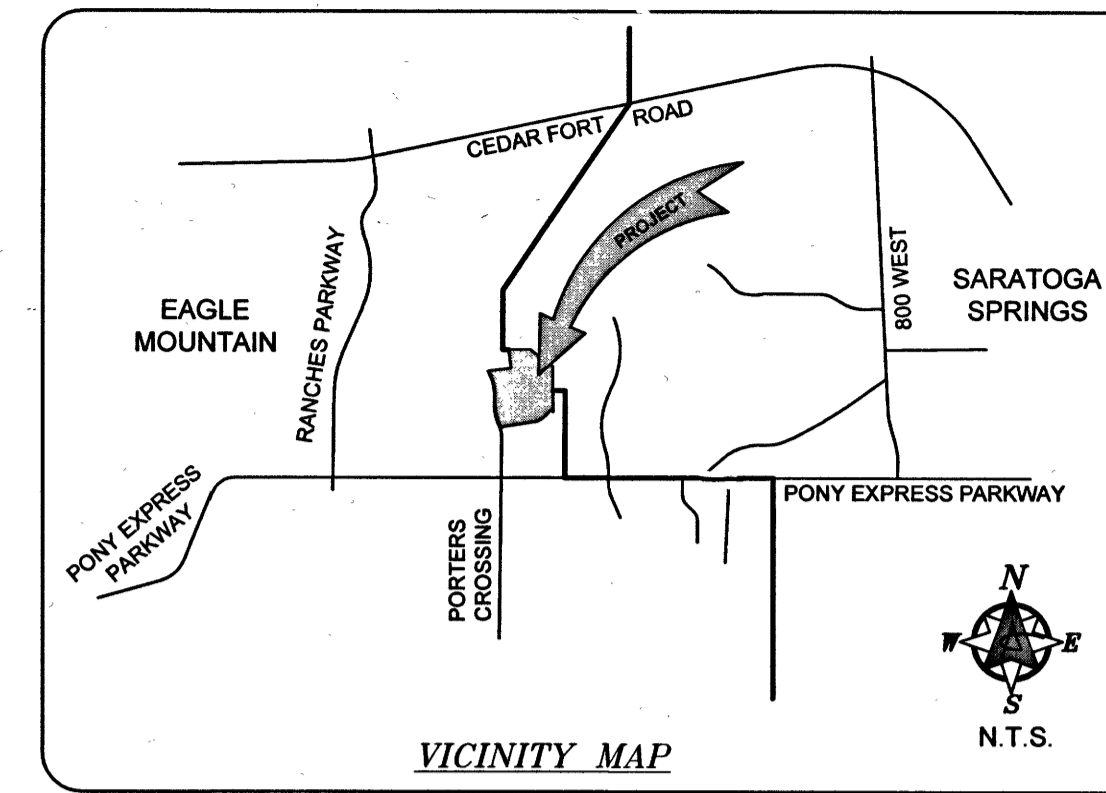 CEDAR FORT ROAD
PROJECT
RANCHES PARKWAY
800 WEST
EAGLE
MOUNTAIN
SARATOGA
SPRINGS
PONY EXPRESS
PARKWAY
PONY EXPRESS PARKWAY
PORTERS
CROSSING
N
W
E
S
N.T.S.
VICINITY MAP